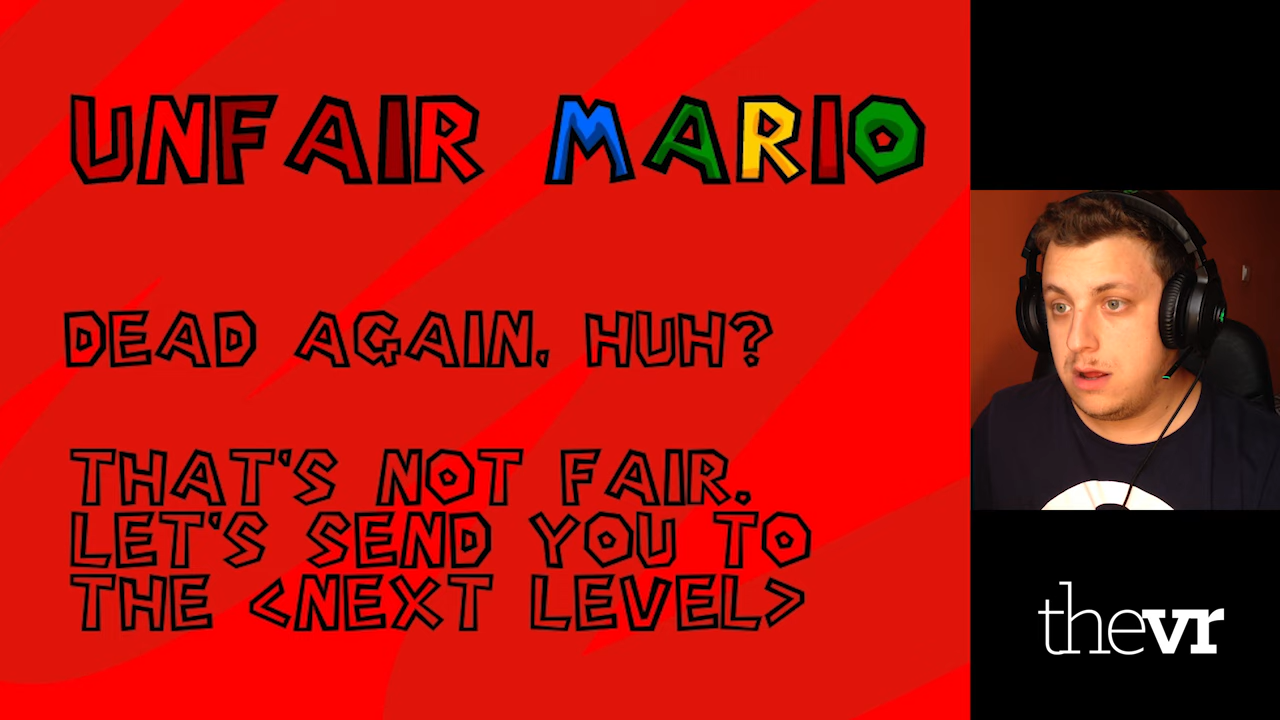 UNFAIR MARIO
DEAD AGAIN, HUH?
THAT'S NOT FAIR.
LET'S SEND YOU TO
THE <NEXT LEVEL>
thevr